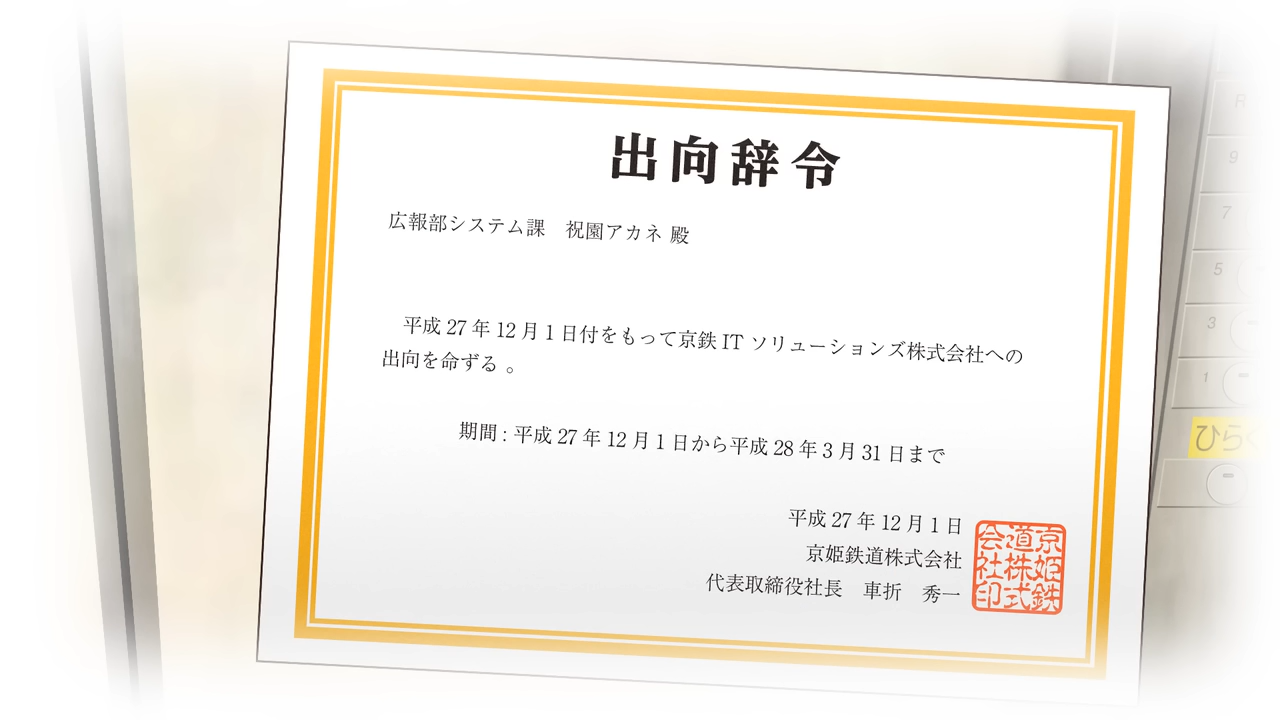 出向辞令
広報部システム課　祝園アカネ 殿
平成 27 年 12 月 1 日付をもって京鉄 IT ソリューションズ株式会社への
出向を命ずる 。
期間 : 平成 27 年 12 月 1 日から平成 28 年 3 月 31 日まで
平成 27 年 12 月 1 日
京姫鉄道株式会社
代表取締役社長　車折　秀一
京姫鉄
道株式
会社印
R
9
7
5
3
1
ひらく